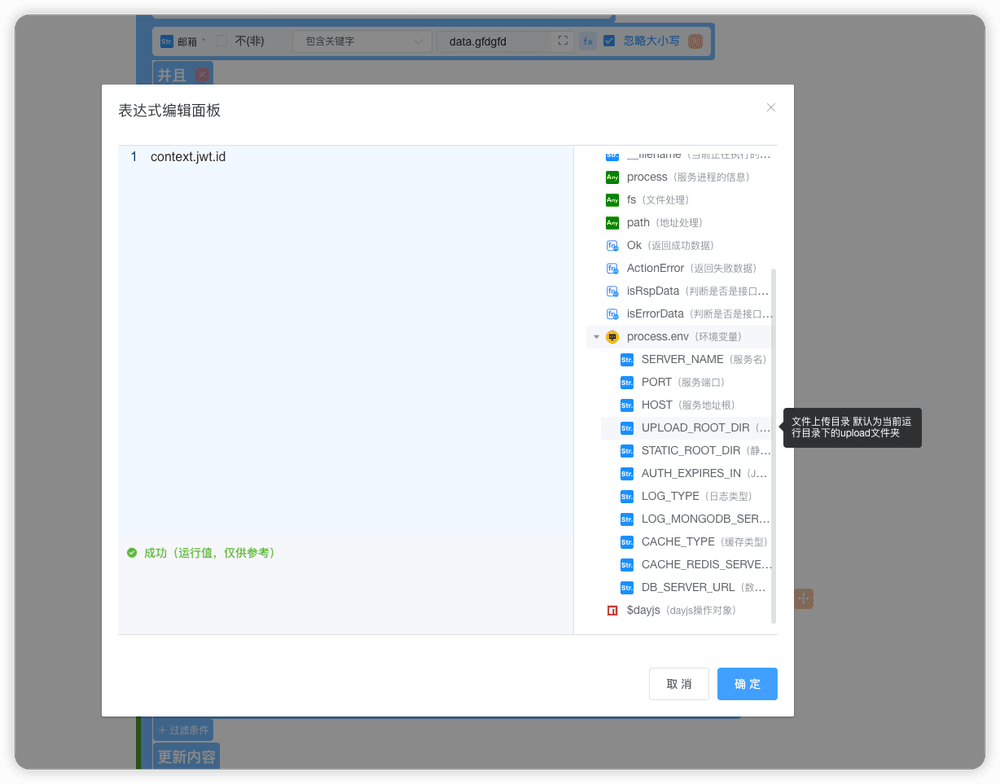 Str. 邮箱 不(非) 包含关键字 data.gfdgfd fx 忽略大小写
并且
表达式编辑面板
1 context.jwt.id
Str. __filename（当前正在执行的...
Any process（服务进程的信息）
Any fs（文件处理）
Any path（地址处理）
fn Ok（返回成功数据）
fn ActionError（返回失败数据）
fn isRspData（判断是否是接口...
fn isErrorData（判断是否是接口...
process.env（环境变量）
Str. SERVER_NAME（服务名）
Str. PORT（服务端口）
Str. HOST（服务地址根）
Str. UPLOAD_ROOT_DIR（...
文件上传目录 默认为当前运
行目录下的upload文件夹
Str. STATIC_ROOT_DIR（静...
Str. AUTH_EXPIRES_IN（J...
Str. LOG_TYPE（日志类型）
Str. LOG_MONGODB_SER...
Str. CACHE_TYPE（缓存类型）
Str. CACHE_REDIS_SERVE...
Str. DB_SERVER_URL（数...
$dayjs（dayjs操作对象）
成功（运行值，仅供参考）
取消 确定
+ 过滤条件
更新内容